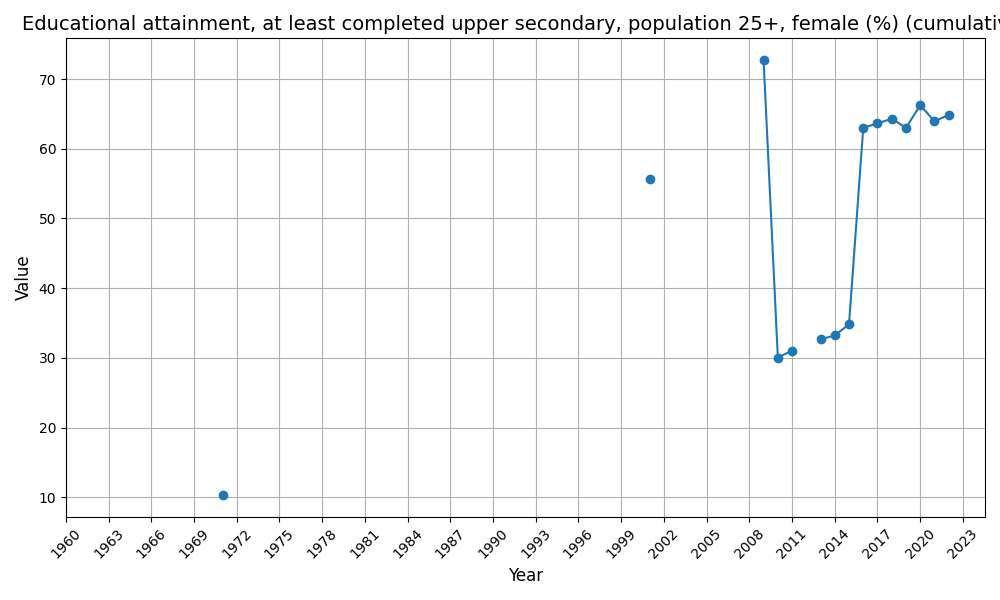 Educational attainment, at least completed upper secondary, population 25+, female (%) (cumulativ
Value
70
60
50
40
30
20
10
1960 1963 1966 1969 1972 1975 1978 1981 1984 1987 1990 1993 1996 1999 2002 2005 2008 2011 2014 2017 2020 2023
Year